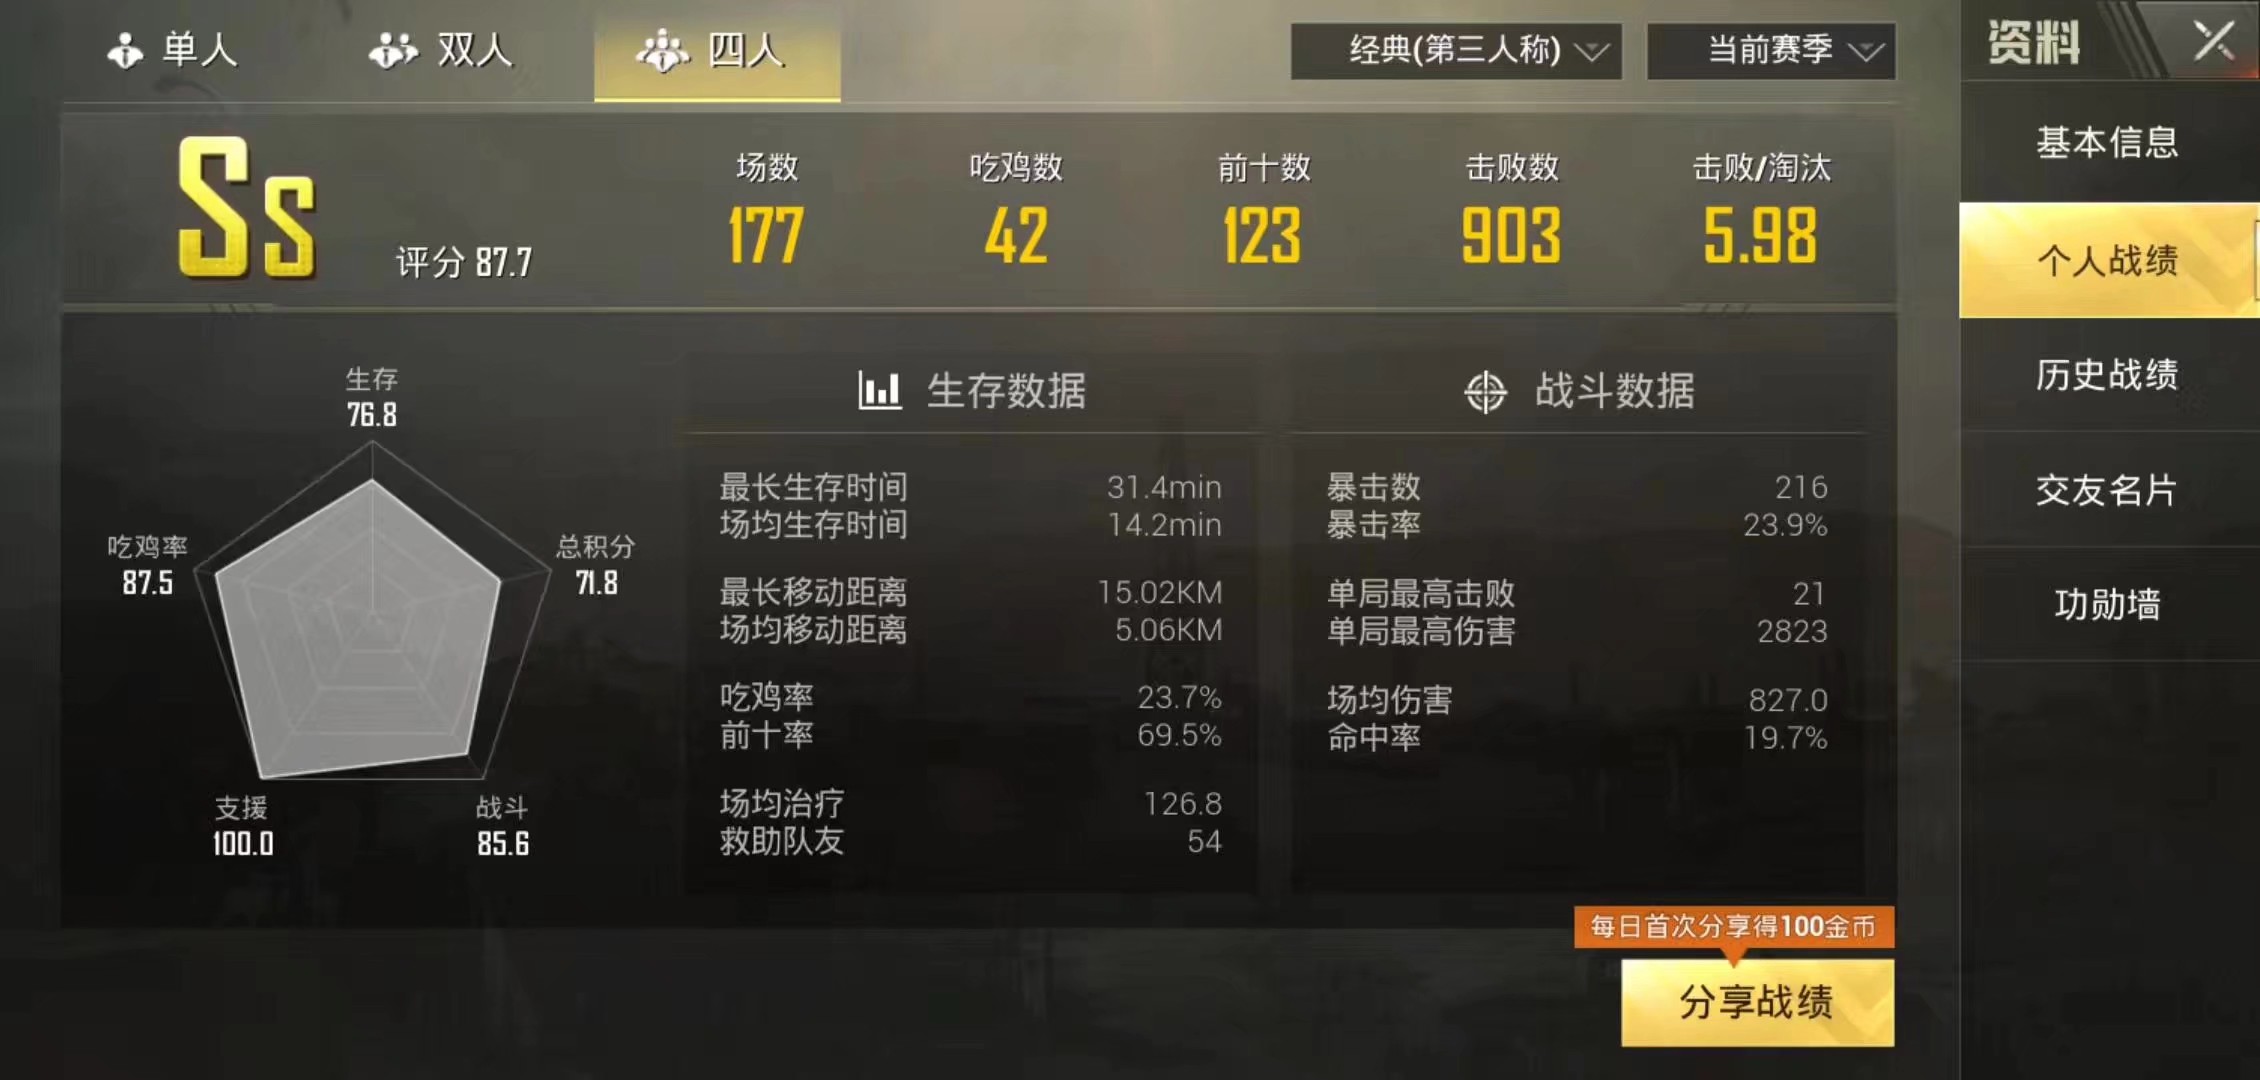 单人
双人
四人
经典(第三人称)
当前赛季
资料
Ss
评分 87.7
场数
177
吃鸡数
42
前十数
123
击败数
903
击败/淘汰
5.98
基本信息
个人战绩
历史战绩
交友名片
功勋墙
生存
76.8
吃鸡率
87.5
总积分
71.8
支援
100.0
战斗
85.6
生存数据
最长生存时间 31.4min
场均生存时间 14.2min
最长移动距离 15.02KM
场均移动距离 5.06KM
吃鸡率 23.7%
前十率 69.5%
场均治疗 126.8
救助队友 54
战斗数据
暴击数 216
暴击率 23.9%
单局最高击败 21
单局最高伤害 2823
场均伤害 827.0
命中率 19.7%
每日首次分享得100金币
分享战绩